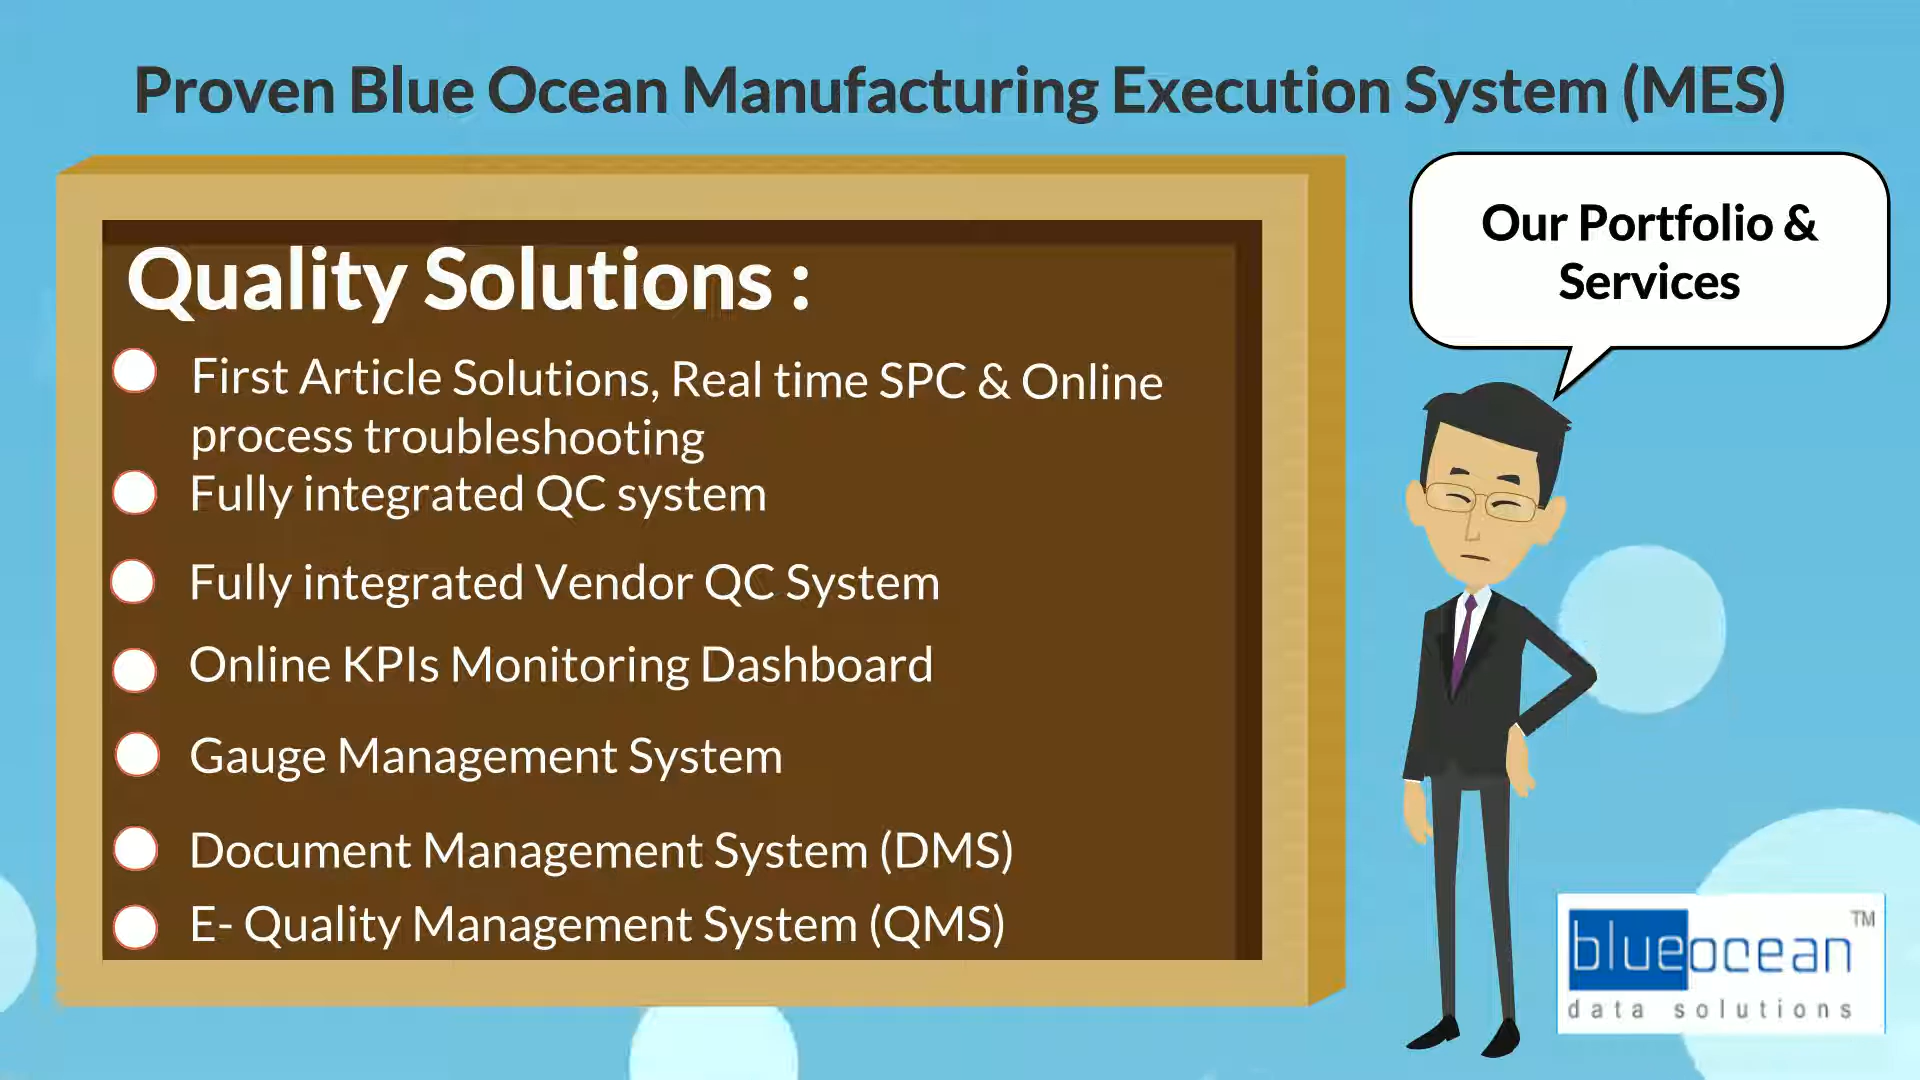 Proven Blue Ocean Manufacturing Execution System (MES)
Our Portfolio &
Services
Quality Solutions :
First Article Solutions, Real time SPC & Online
process troubleshooting
Fully integrated QC system
Fully integrated Vendor QC System
Online KPIs Monitoring Dashboard
Gauge Management System
Document Management System (DMS)
E- Quality Management System (QMS)
blueocean™
data solutions